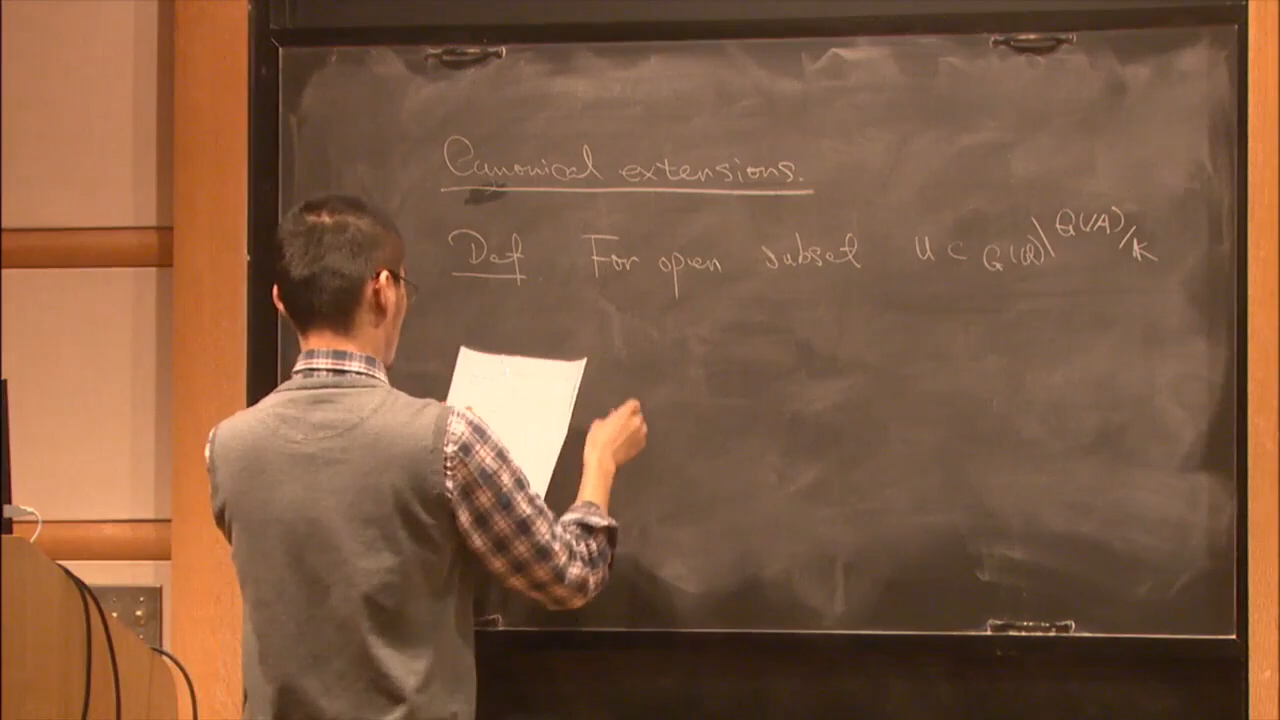 Canonical extensions.
Def For open subset U ⊂ G(Q)\G(A)/K